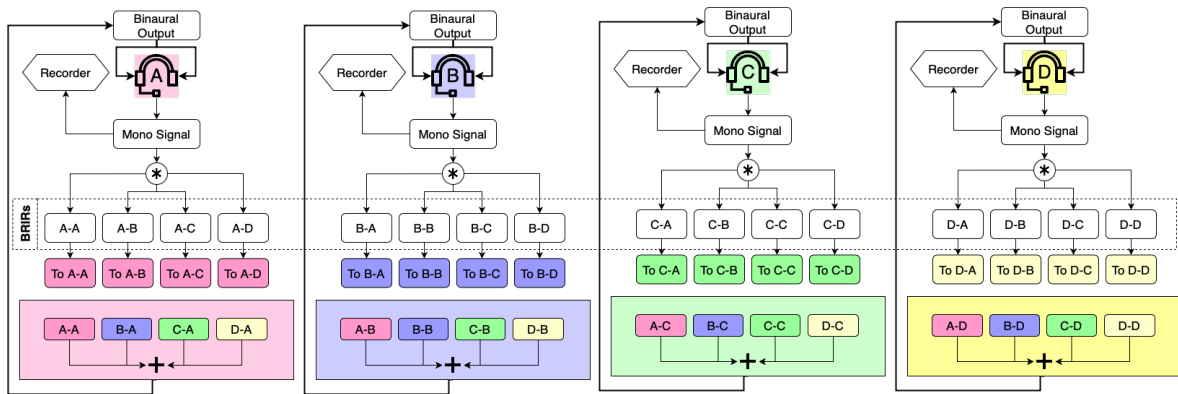 Binaural
Output
Binaural
Output
Binaural
Output
Binaural
Output
Recorder
A
Recorder
B
Recorder
C
Recorder
D
Mono Signal
Mono Signal
Mono Signal
Mono Signal
*
*
*
*
BRIRs
A-A A-B A-C A-D
B-A B-B B-C B-D
C-A C-B C-C C-D
D-A D-B D-C D-D
To A-A To A-B To A-C To A-D
To B-A To B-B To B-C To B-D
To C-A To C-B To C-C To C-D
To D-A To D-B To D-C To D-D
A-A B-A C-A D-A
A-B B-B C-B D-B
A-C B-C C-C D-C
A-D B-D C-D D-D
+
+
+
+